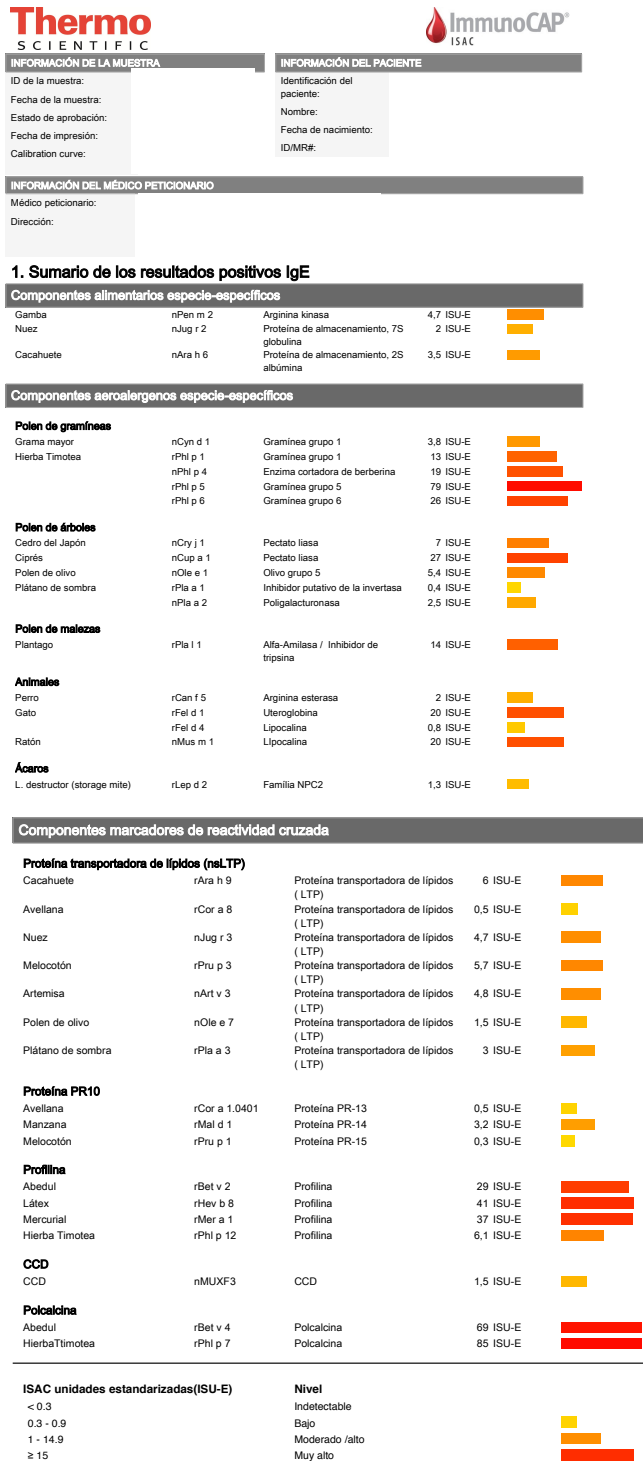 Thermo
SCIENTIFIC
ImmunoCAP®
ISAC
INFORMACIÓN DE LA MUESTRA
ID de la muestra:
Fecha de la muestra:
Estado de aprobación:
Fecha de impresión:
Calibration curve:
INFORMACIÓN DEL PACIENTE
Identificación del
paciente:
Nombre:
Fecha de nacimiento:
ID/MR#:
INFORMACIÓN DEL MÉDICO PETICIONARIO
Médico peticionario:
Dirección:
1. Sumario de los resultados positivos IgE
Componentes alimentarios especie-específicos
Gamba nPen m 2 Arginina kinasa 4,7 ISU-E
Nuez nJug r 2 Proteína de almacenamiento, 7S 2 ISU-E
globulina
Cacahuete nAra h 6 Proteína de almacenamiento, 2S 3,5 ISU-E
albúmina
Componentes aeroalergenos especie-específicos
Polen de gramíneas
Grama mayor nCyn d 1 Gramínea grupo 1 3,8 ISU-E
Hierba Timotea rPhl p 1 Gramínea grupo 1 13 ISU-E
nPhl p 4 Enzima cortadora de berberina 19 ISU-E
rPhl p 5 Gramínea grupo 5 79 ISU-E
rPhl p 6 Gramínea grupo 6 26 ISU-E
Polen de árboles
Cedro del Japón nCry j 1 Pectato liasa 7 ISU-E
Ciprés nCup a 1 Pectato liasa 27 ISU-E
Polen de olivo nOle e 1 Olivo grupo 5 5,4 ISU-E
Plátano de sombra rPla a 1 Inhibidor putativo de la invertasa 0,4 ISU-E
nPla a 2 Poligalacturonasa 2,5 ISU-E
Polen de malezas
Plantago rPla l 1 Alfa-Amilasa / Inhibidor de 14 ISU-E
tripsina
Animales
Perro rCan f 5 Arginina esterasa 2 ISU-E
Gato rFel d 1 Uteroglobina 20 ISU-E
rFel d 4 Lipocalina 0,8 ISU-E
Ratón nMus m 1 LIpocalina 20 ISU-E
Ácaros
L. destructor (storage mite) rLep d 2 Família NPC2 1,3 ISU-E
Componentes marcadores de reactividad cruzada
Proteína transportadora de lípidos (nsLTP)
Cacahuete rAra h 9 Proteína transportadora de lípidos 6 ISU-E
( LTP)
Avellana rCor a 8 Proteína transportadora de lípidos 0,5 ISU-E
( LTP)
Nuez nJug r 3 Proteína transportadora de lípidos 4,7 ISU-E
( LTP)
Melocotón rPru p 3 Proteína transportadora de lípidos 5,7 ISU-E
( LTP)
Artemisa nArt v 3 Proteína transportadora de lípidos 4,8 ISU-E
( LTP)
Polen de olivo nOle e 7 Proteína transportadora de lípidos 1,5 ISU-E
( LTP)
Plátano de sombra rPla a 3 Proteína transportadora de lípidos 3 ISU-E
( LTP)
Proteína PR10
Avellana rCor a 1.0401 Proteína PR-13 0,5 ISU-E
Manzana rMal d 1 Proteína PR-14 3,2 ISU-E
Melocotón rPru p 1 Proteína PR-15 0,3 ISU-E
Profilina
Abedul rBet v 2 Profilina 29 ISU-E
Látex rHev b 8 Profilina 41 ISU-E
Mercurial rMer a 1 Profilina 37 ISU-E
Hierba Timotea rPhl p 12 Profilina 6,1 ISU-E
CCD
CCD nMUXF3 CCD 1,5 ISU-E
Polcalcina
Abedul rBet v 4 Polcalcina 69 ISU-E
HierbaTtimotea rPhl p 7 Polcalcina 85 ISU-E
ISAC unidades estandarizadas(ISU-E) Nivel
< 0.3 Indetectable
0.3 - 0.9 Bajo
1 - 14.9 Moderado /alto
≥ 15 Muy alto